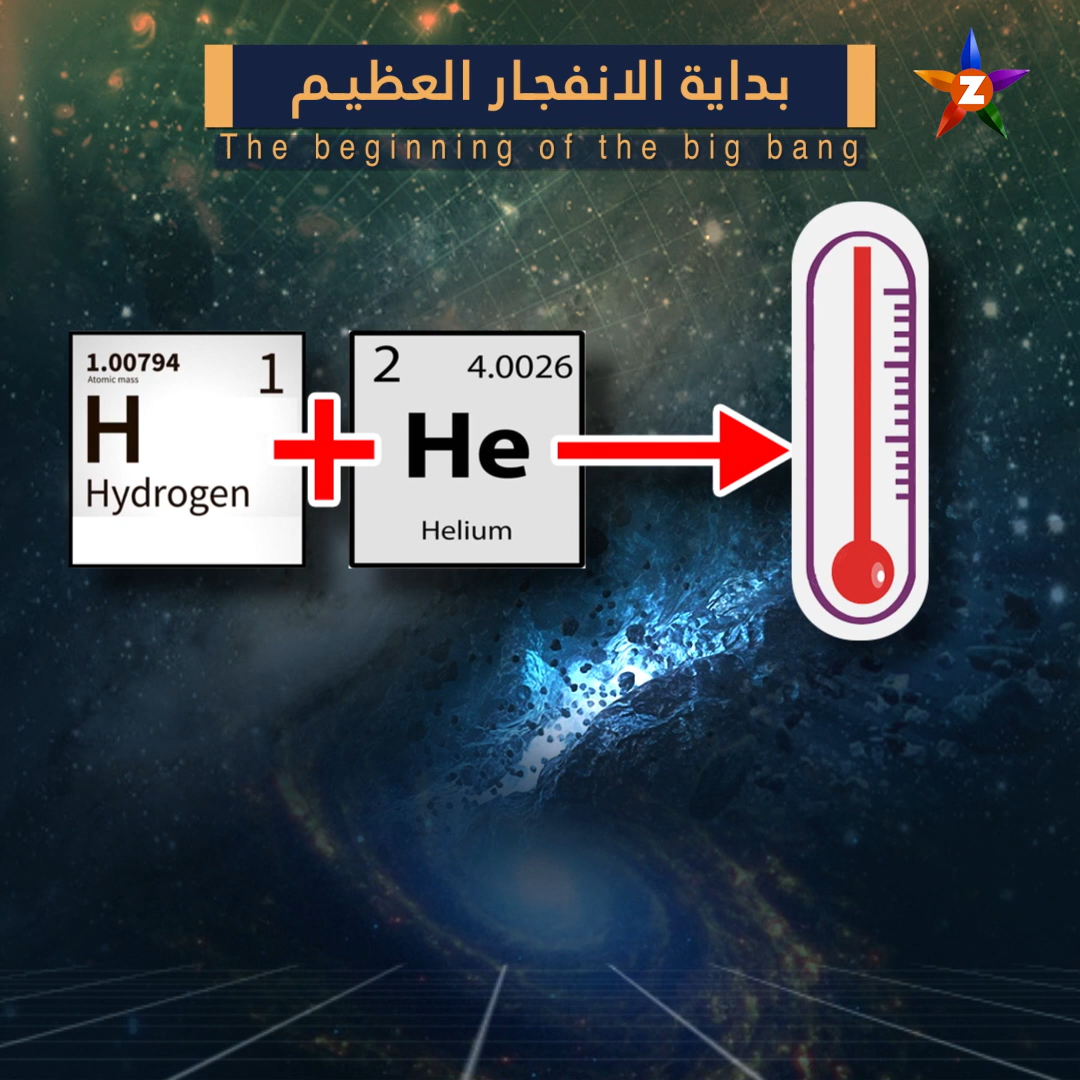 بداية الانفجار العظيم
The beginning of the big bang
Z
1.00794 1
Atomic mass
H
Hydrogen
2 4.0026
He
Helium